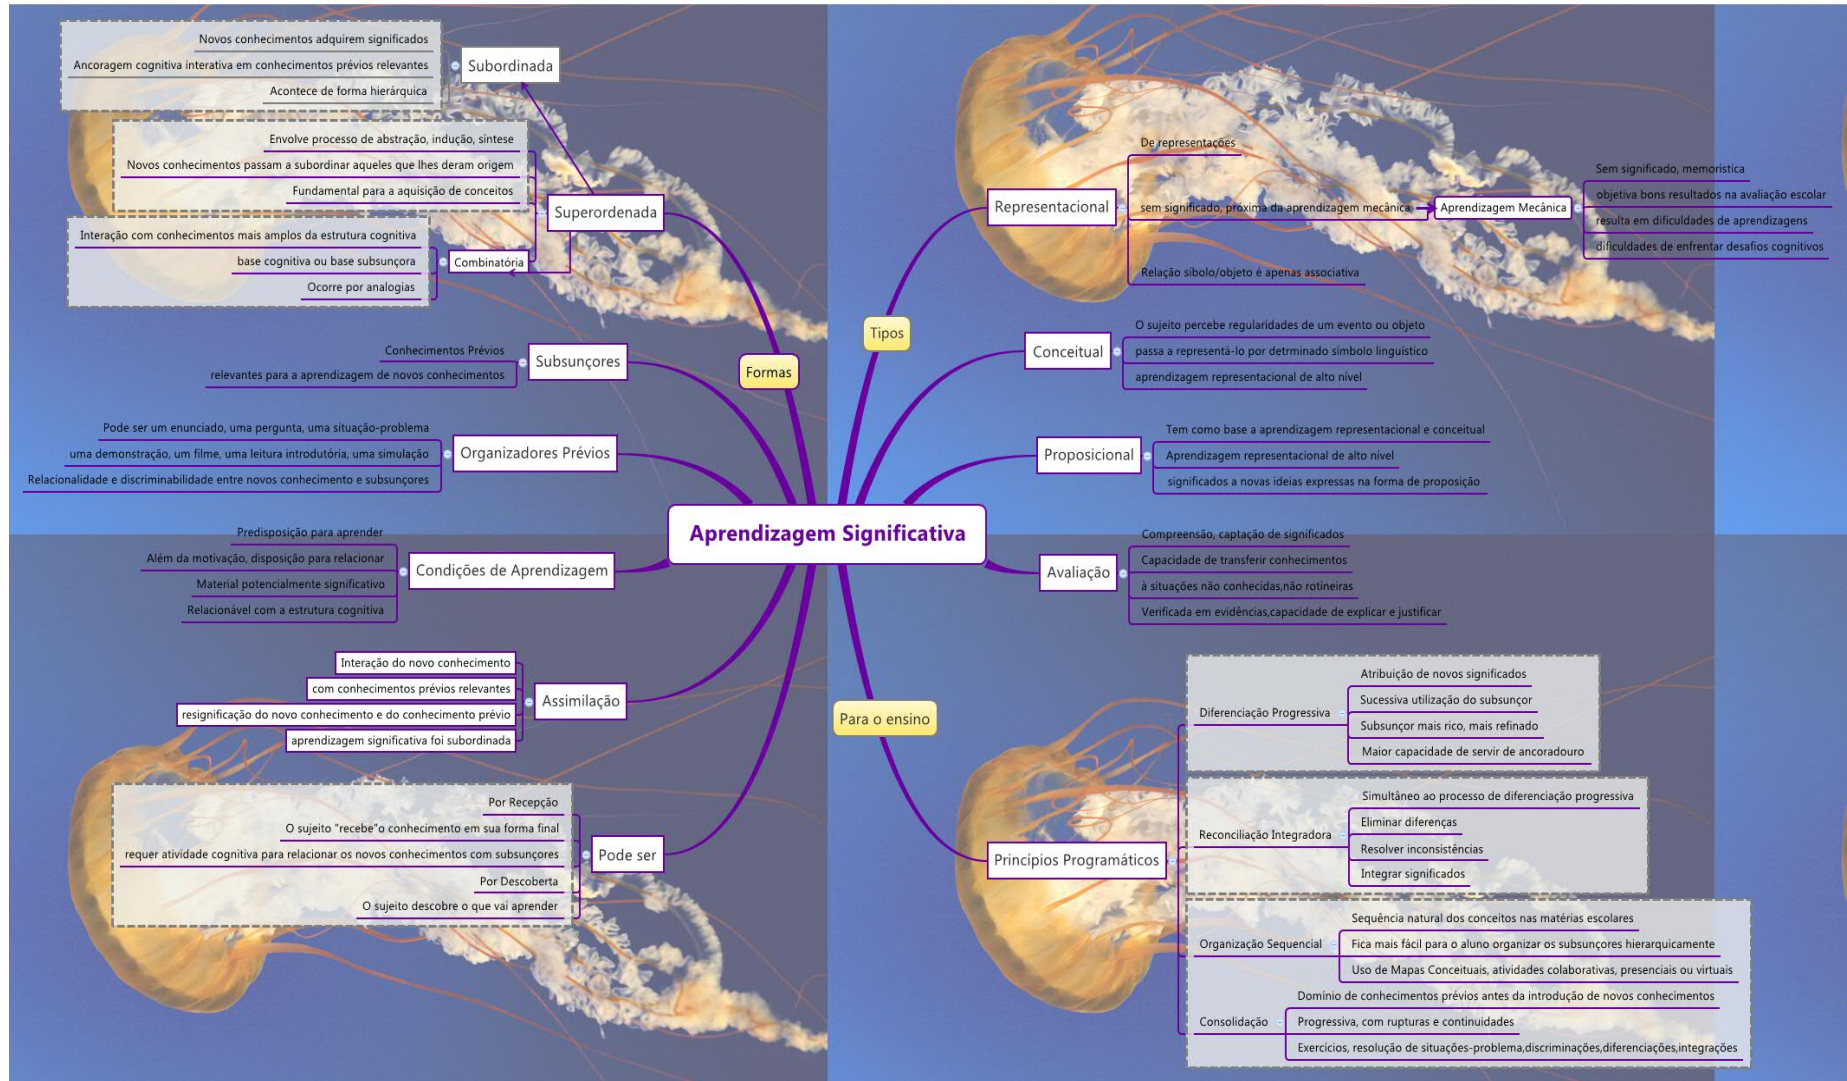 Novos conhecimentos adquirem significados
Ancoragem cognitiva interativa em conhecimentos prévios relevantes
Acontece de forma hierárquica
Subordinada
Envolve processo de abstração, indução, síntese
Novos conhecimentos passam a subordinar aqueles que lhes deram origem
Fundamental para a aquisição de conceitos
Superordenada
Interação com conhecimentos mais amplos da estrutura cognitiva
base cognitiva ou base subsunçora
Ocorre por analogias
Combinatória
Formas
Conhecimentos Prévios
relevantes para a aprendizagem de novos conhecimentos
Subsunçores
Pode ser um enunciado, uma pergunta, uma situação-problema
uma demonstração, um filme, uma leitura introdutória, uma simulação
Relacionalidade e discriminabilidade entre novos conhecimento e subsunçores
Organizadores Prévios
Predisposição para aprender
Além da motivação, disposição para relacionar
Material potencialmente significativo
Relacionável com a estrutura cognitiva
Condições de Aprendizagem
Interação do novo conhecimento
com conhecimentos prévios relevantes
resignificação do novo conhecimento e do conhecimento prévio
aprendizagem significativa foi subordinada
Assimilação
Por Recepção
O sujeito "recebe"o conhecimento em sua forma final
requer atividade cognitiva para relacionar os novos conhecimentos com subsunçores
Por Descoberta
O sujeito descobre o que vai aprender
Pode ser
Aprendizagem Significativa
Tipos
Representacional
De representações
sem significado, próxima da aprendizagem mecânica
Relação síbolo/objeto é apenas associativa
Aprendizagem Mecânica
Sem significado, memorística
objetiva bons resultados na avaliação escolar
resulta em dificuldades de aprendizagens
dificuldades de enfrentar desafios cognitivos
Conceitual
O sujeito percebe regularidades de um evento ou objeto
passa a representá-lo por detrminado símbolo linguistico
aprendizagem representacional de alto nível
Proposicional
Tem como base a aprendizagem representacional e conceitual
Aprendizagem representacional de alto nível
significados a novas ideias expressas na forma de proposição
Avaliação
Compreensão, captação de significados
Capacidade de transferir conhecimentos
à situações não conhecidas,não rotineiras
Verificada em evidências,capacidade de explicar e justificar
Para o ensino
Princípios Programáticos
Diferenciação Progressiva
Atribuição de novos significados
Sucessiva utilização do subsunçor
Subsunçor mais rico, mais refinado
Maior capacidade de servir de ancoradouro
Reconciliação Integradora
Simultâneo ao processo de diferenciação progressiva
Eliminar diferenças
Resolver inconsistências
Integrar significados
Organização Sequencial
Sequência natural dos conceitos nas matérias escolares
Fica mais fácil para o aluno organizar os subsunçores hierarquicamente
Uso de Mapas Conceituais, atividades colaborativas, presenciais ou virtuais
Consolidação
Domínio de conhecimentos prévios antes da introdução de novos conhecimentos
Progressiva, com rupturas e continuidades
Exercícios, resolução de situações-problema,discriminações,diferenciações,integrações